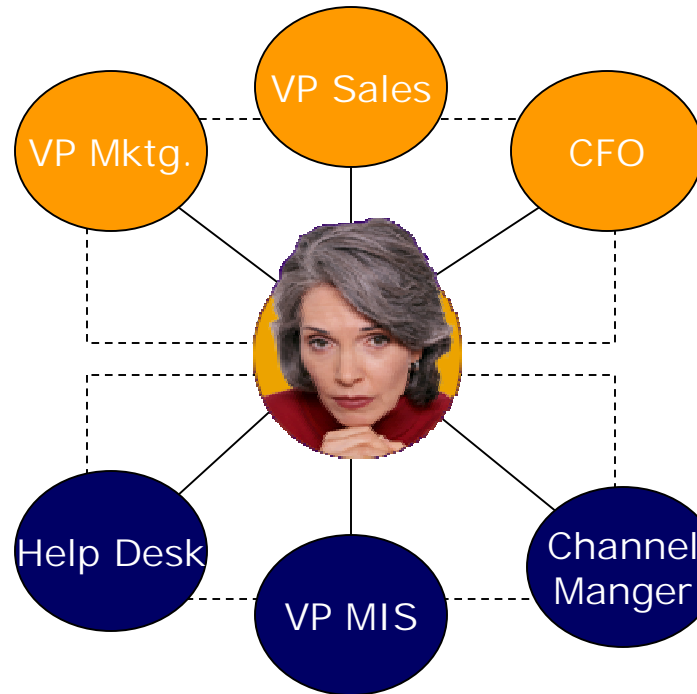 VP Sales
VP Mktg.
CFO
Help Desk
VP MIS
Channel
Manger